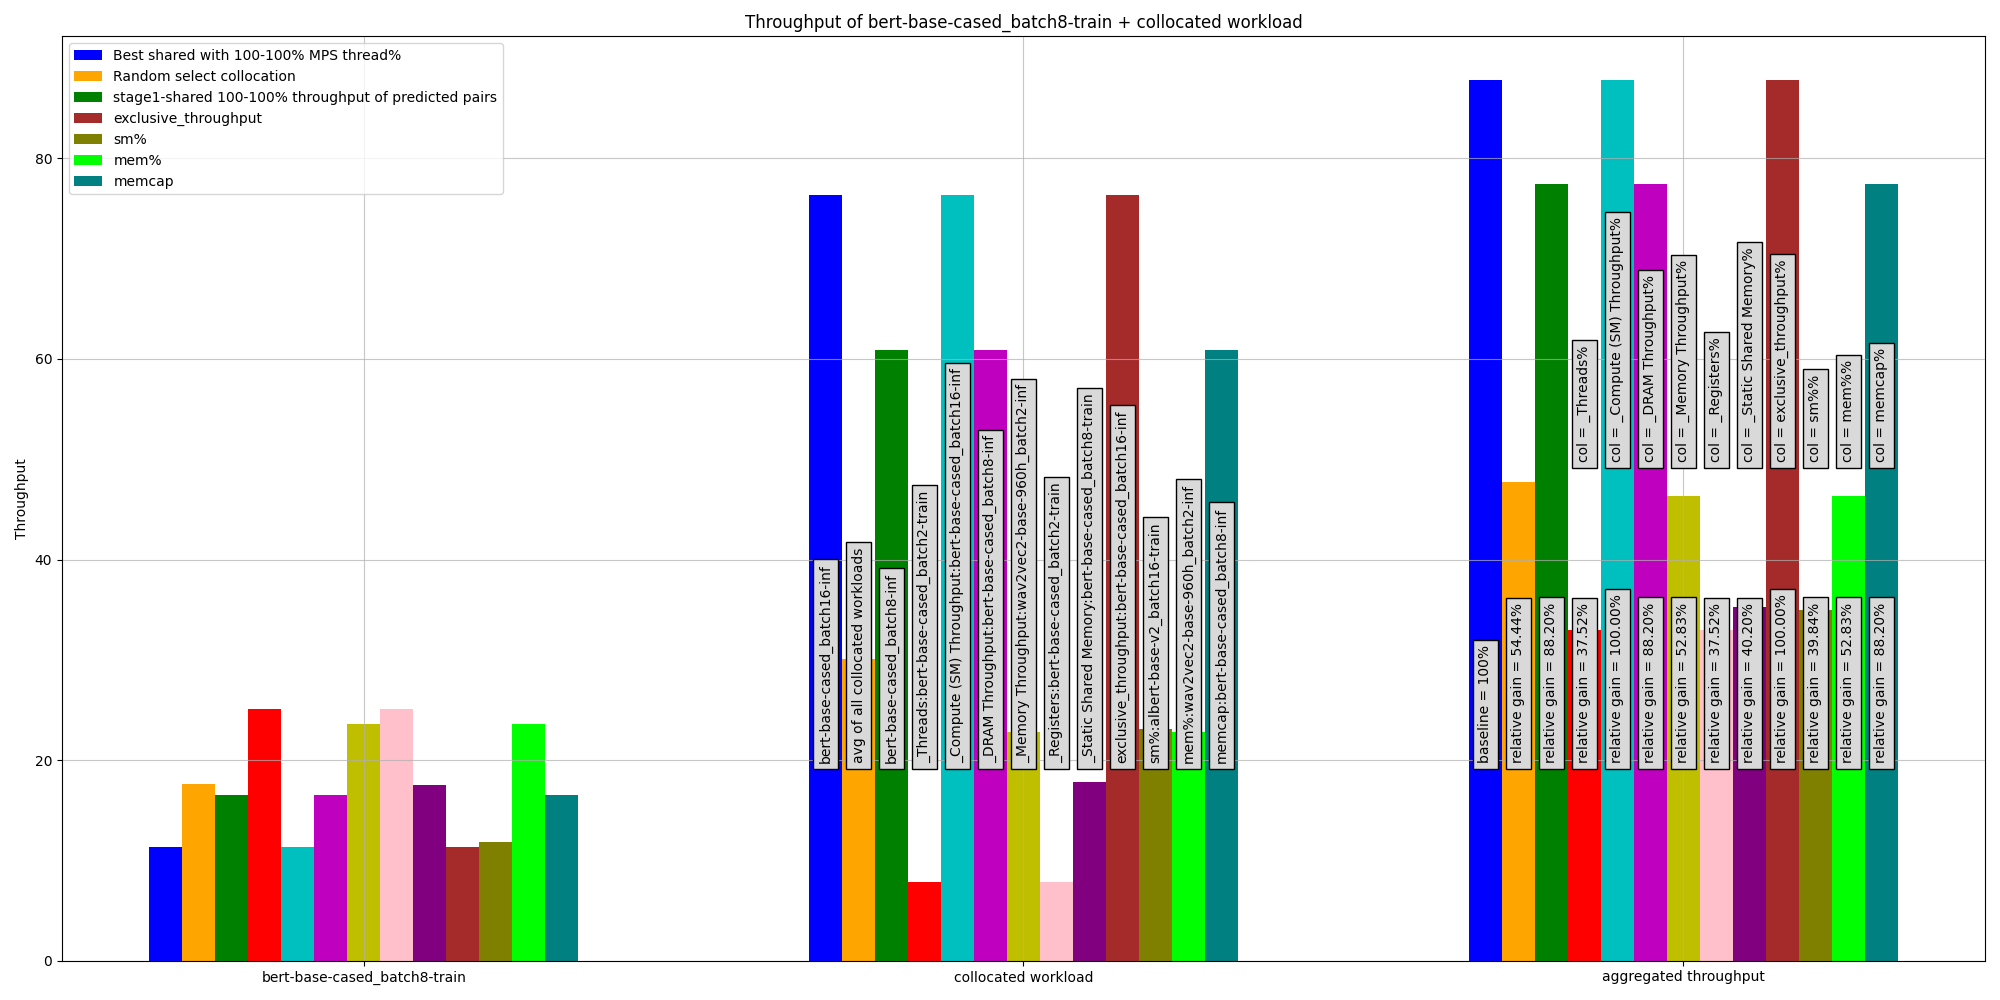 Throughput of bert-base-cased_batch8-train + collocated workload
Best shared with 100-100% MPS thread%
Random select collocation
stage1-shared 100-100% throughput of predicted pairs
exclusive_throughput
sm%
mem%
memcap
Throughput
80
60
40
20
0
bert-base-cased_batch16-inf
avg of all collocated workloads
bert-base-cased_batch8-inf
_Threads:bert-base-cased_batch2-train
_Compute (SM) Throughput:bert-base-cased_batch16-inf
_DRAM Throughput:bert-base-cased_batch8-inf
_Memory Throughput:wav2vec2-base-960h_batch2-inf
_Registers:bert-base-cased_batch2-train
_Static Shared Memory:bert-base-cased_batch8-train
exclusive_throughput:bert-base-cased_batch16-inf
sm%:albert-base-v2_batch16-train
mem%:wav2vec2-base-960h_batch2-inf
memcap:bert-base-cased_batch8-inf
col = _Threads%
col = _Compute (SM) Throughput%
col = _DRAM Throughput%
col = _Memory Throughput%
col = _Registers%
col = _Static Shared Memory%
col = exclusive_throughput%
col = sm%%
col = mem%%
col = memcap%
baseline = 100%
relative gain = 54.44%
relative gain = 88.20%
relative gain = 37.52%
relative gain = 100.00%
relative gain = 88.20%
relative gain = 52.83%
relative gain = 37.52%
relative gain = 40.20%
relative gain = 100.00%
relative gain = 39.84%
relative gain = 52.83%
relative gain = 88.20%
bert-base-cased_batch8-train
collocated workload
aggregated throughput